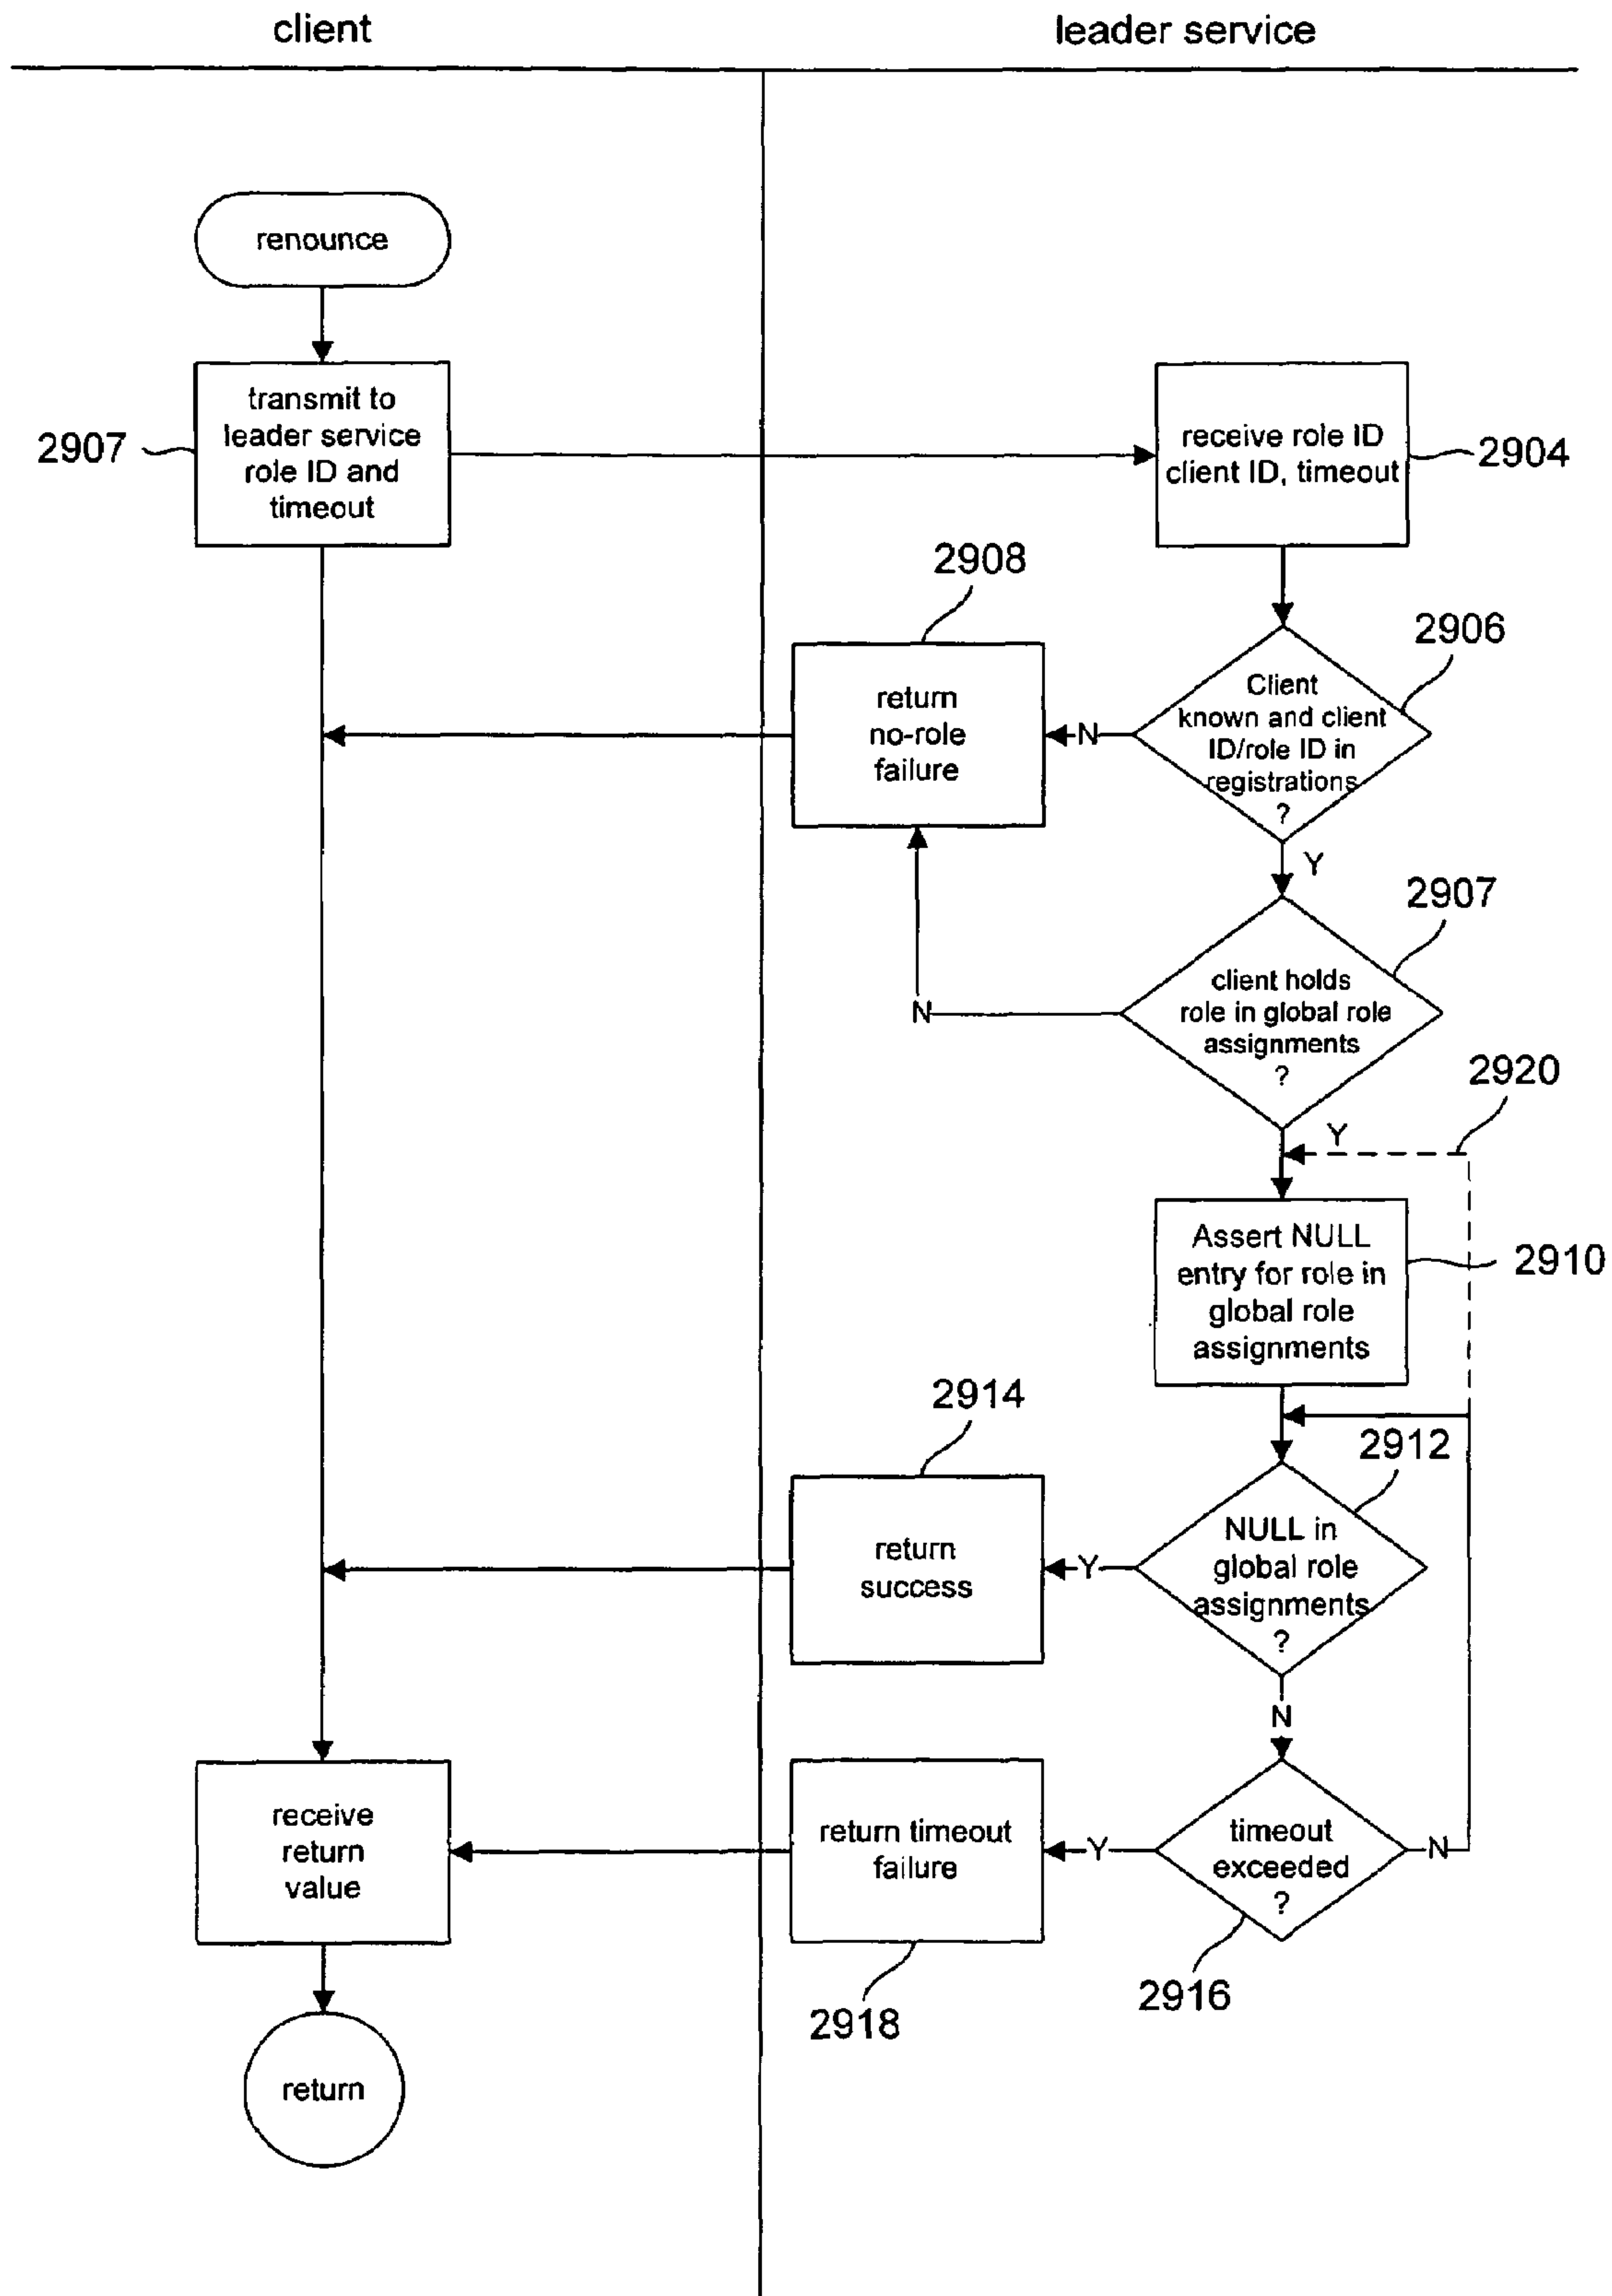 client
leader service
renounce
transmit to
leader service
role ID and
timeout
2907
receive role ID
client ID, timeout
2904
2908
return
no-role
failure
2906
Client
known and client
ID/role ID in
registrations
?
N
Y
2907
client holds
role in global role
assignments
?
N
Y
2920
Assert NULL
entry for role in
global role
assignments
2910
2914
return
success
2912
NULL in
global role
assignments
?
Y
N
receive
return
value
return timeout
failure
Y
timeout
exceeded
?
N
2918
2916
return